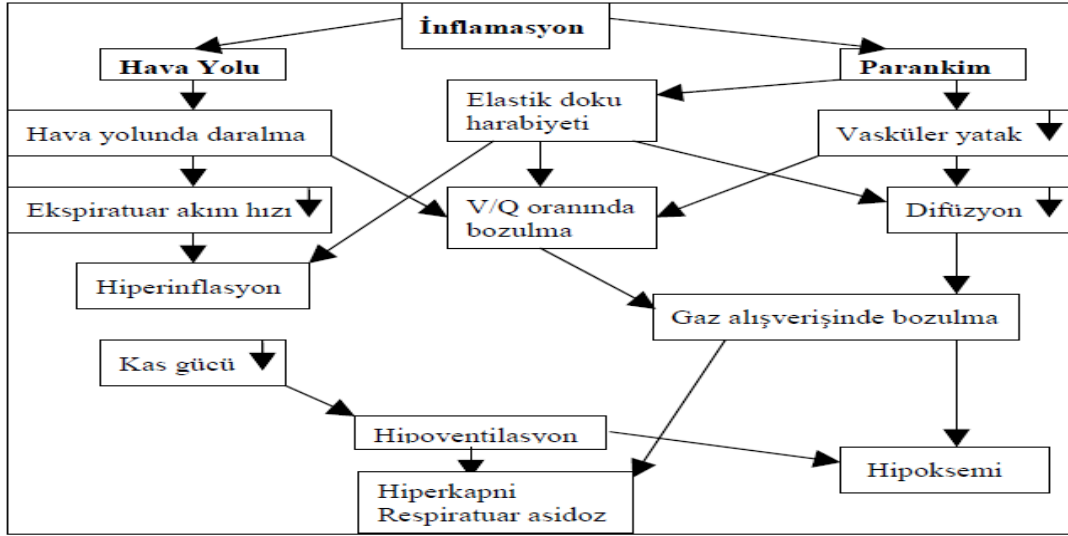 İnflamasyon
Hava Yolu
Parankim
Elastik doku
harabiyeti
Hava yolunda daralma
Vasküler yatak
Ekspiratuar akım hızı
V/Q oranında
bozulma
Difüzyon
Hiperinflasyon
Gaz alışverişinde bozulma
Kas gücü
Hipoventilasyon
Hipoksemi
Hiperkapni
Respiratuar asidoz